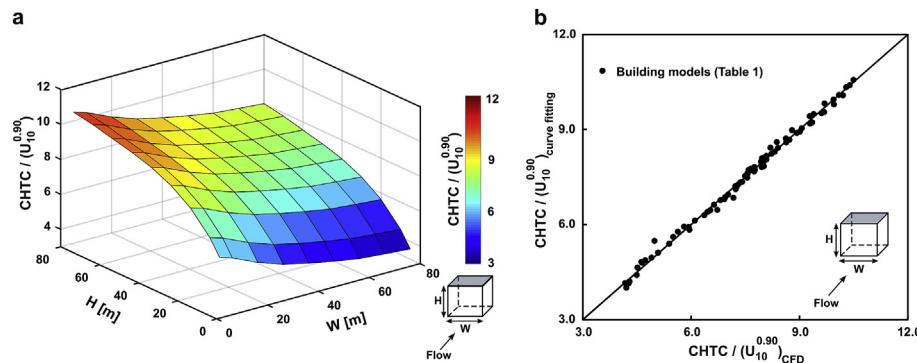 a
CHTC / (U10^0.90)
12
10
8
6
4
80
60
40
20
0
H [m]
0
20
40
60
80
W [m]
CHTC / (U10^0.90)
12
9
6
3
H
W
Flow
b
CHTC / (U10^0.90)curve fitting
12.0
9.0
6.0
3.0
Building models (Table 1)
H
W
Flow
3.0 6.0 9.0 12.0
CHTC / (U10^0.90)CFD